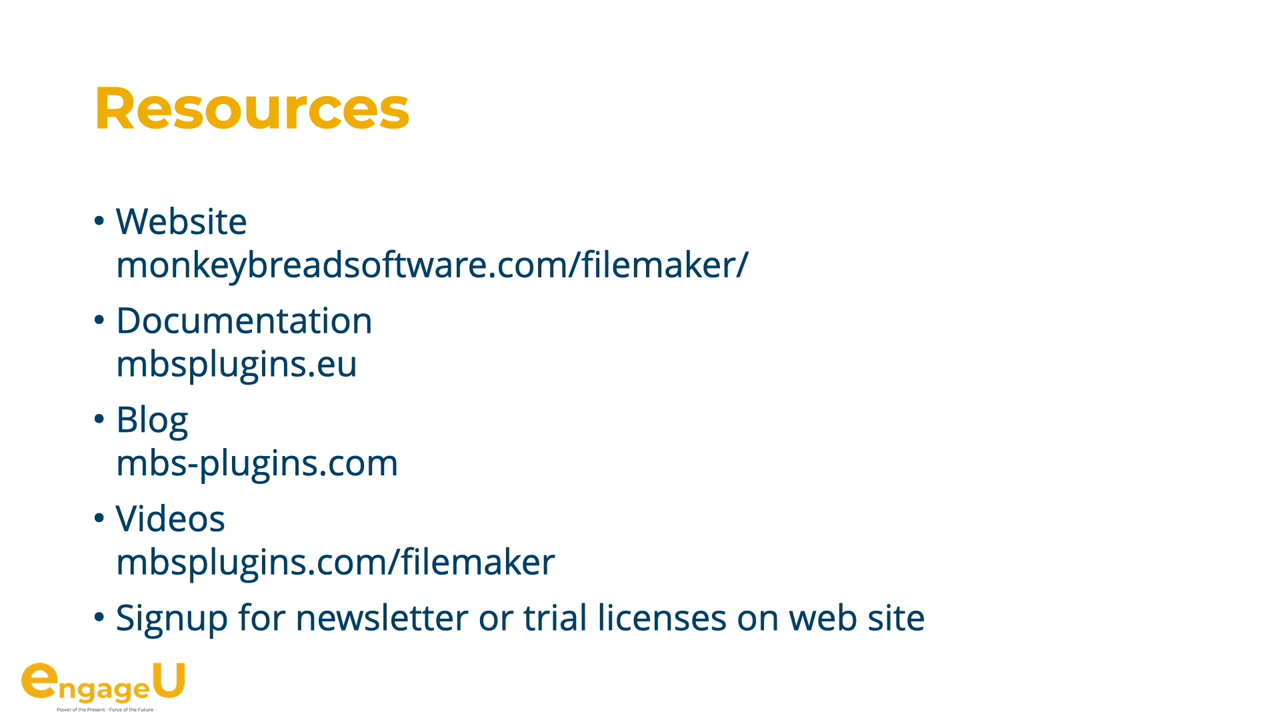 Resources
• Website
monkeybreadsoftware.com/filemaker/
• Documentation
mbsplugins.eu
• Blog
mbs-plugins.com
• Videos
mbsplugins.com/filemaker
• Signup for newsletter or trial licenses on web site
engageU
Power of the Present - Force of the Future